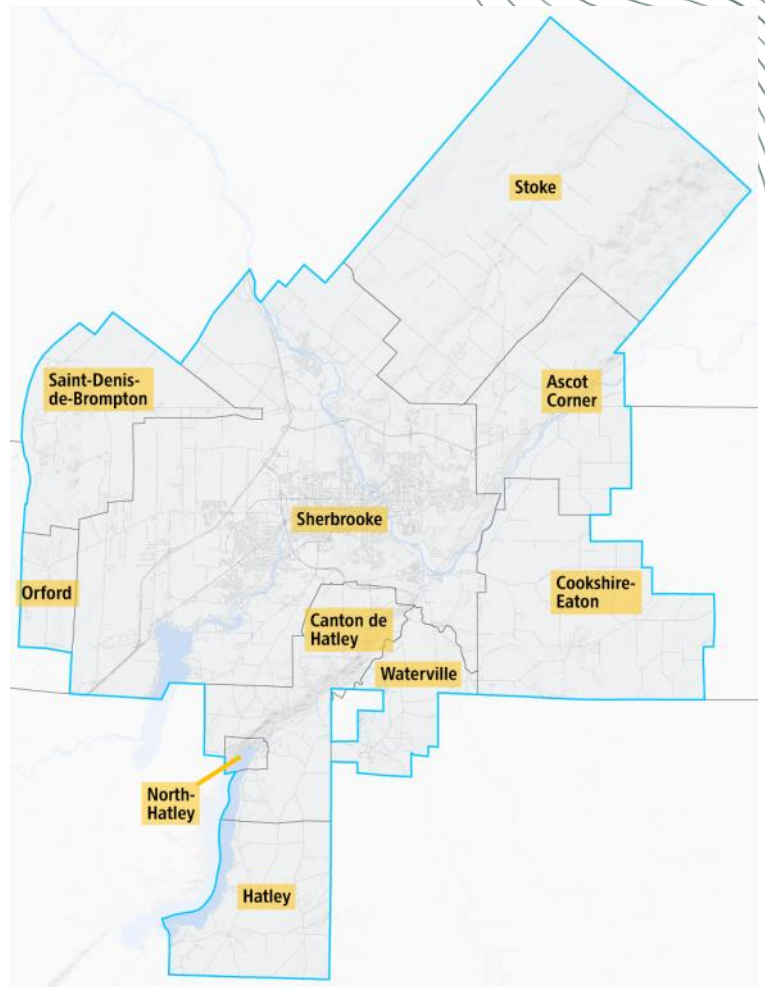 Stoke
Saint-Denis-
de-Brompton
Ascot
Corner
Sherbrooke
Orford
Cookshire-
Eaton
Canton de
Hatley
Waterville
North-
Hatley
Hatley